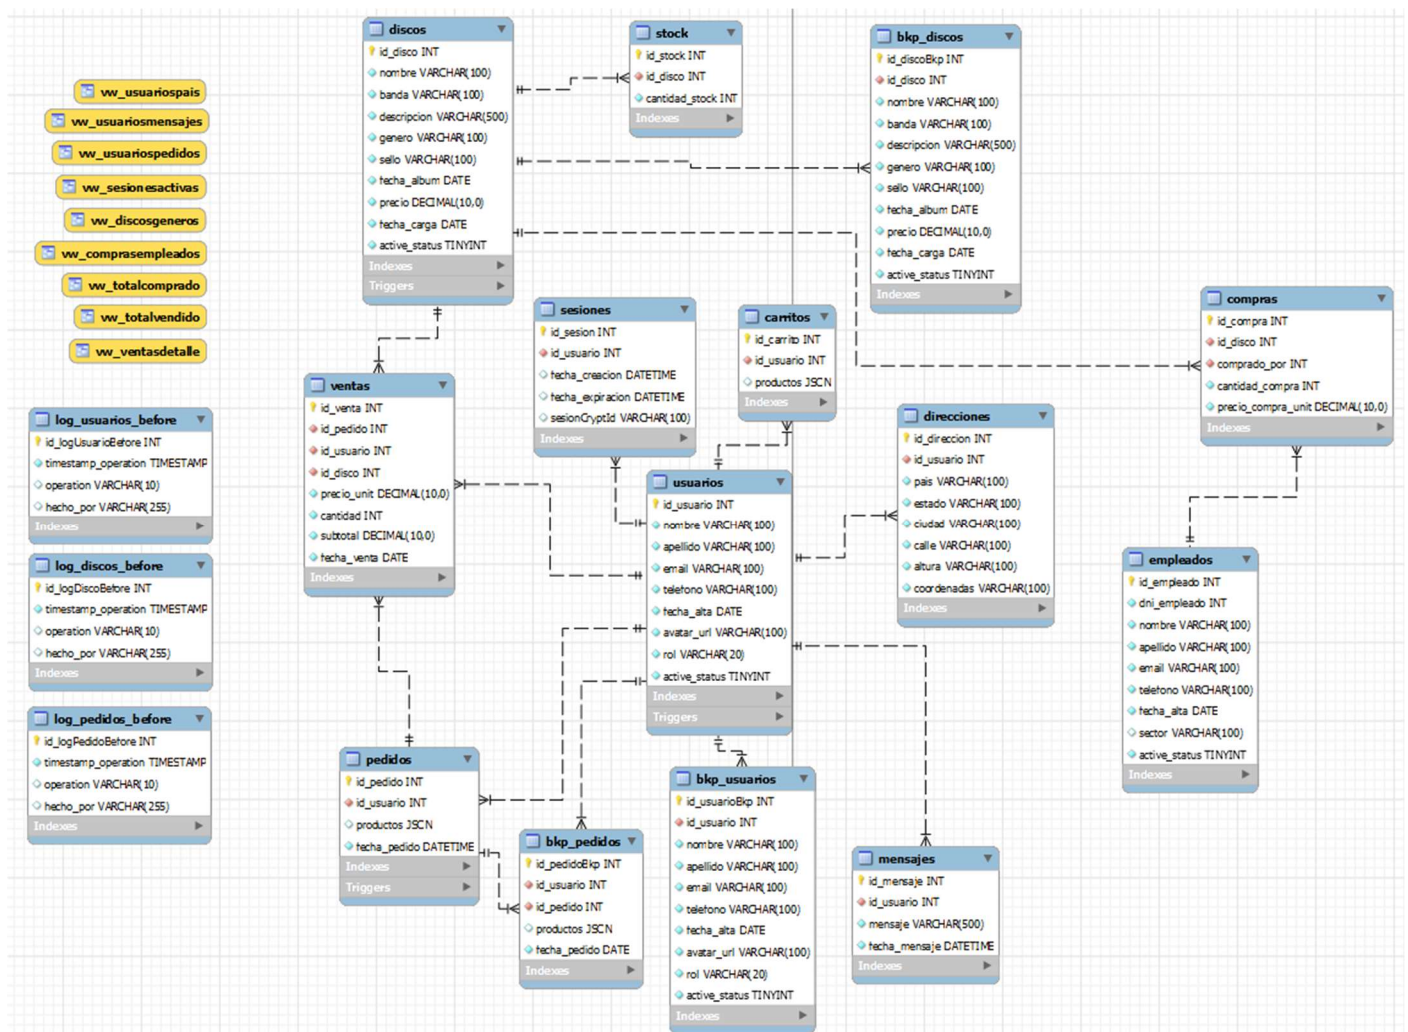 vw_usuariospais
vw_usuariosmensajes
vw_usuariospedidos
vw_sesionesactivas
vw_discosgeneros
vw_comprasempleados
vw_totalcomprado
vw_totalvendido
vw_ventasdetalle
log_usuarios_before
id_logUsuarioBefore INT
timestamp_operation TIMESTAMP
operation VARCHAR(10)
hecho_por VARCHAR(255)
Indexes
log_discos_before
id_logDiscoBefore INT
timestamp_operation TIMESTAMP
operation VARCHAR(10)
hecho_por VARCHAR(255)
Indexes
log_pedidos_before
id_logPedidoBefore INT
timestamp_operation TIMESTAMP
operation VARCHAR(10)
hecho_por VARCHAR(255)
Indexes
discos
id_disco INT
nombre VARCHAR(100)
banda VARCHAR(100)
descripcion VARCHAR(500)
genero VARCHAR(100)
sello VARCHAR(100)
fecha_album DATE
precio DECIMAL(10,0)
fecha_carga DATE
active_status TINYINT
Indexes
Triggers
stock
id_stock INT
id_disco INT
cantidad_stock INT
Indexes
bkp_discos
id_discoBkp INT
id_disco INT
nombre VARCHAR(100)
banda VARCHAR(100)
descripcion VARCHAR(500)
genero VARCHAR(100)
sello VARCHAR(100)
fecha_album DATE
precio DECIMAL(10,0)
fecha_carga DATE
active_status TINYINT
Indexes
compras
id_compra INT
id_disco INT
comprado_por INT
cantidad_compra INT
precio_compra_unit DECIMAL(10,0)
Indexes
sesiones
id_sesion INT
id_usuario INT
fecha_creacion DATETIME
fecha_expiracion DATETIME
sesionCryptId VARCHAR(100)
Indexes
carritos
id_carrito INT
id_usuario INT
productos JSON
Indexes
ventas
id_venta INT
id_pedido INT
id_usuario INT
id_disco INT
precio_unit DECIMAL(10,0)
cantidad INT
subtotal DECIMAL(10,0)
fecha_venta DATE
Indexes
direcciones
id_direccion INT
id_usuario INT
pais VARCHAR(100)
estado VARCHAR(100)
ciudad VARCHAR(100)
calle VARCHAR(100)
altura VARCHAR(100)
coordenadas VARCHAR(100)
Indexes
usuarios
id_usuario INT
nombre VARCHAR(100)
apellido VARCHAR(100)
email VARCHAR(100)
telefono VARCHAR(100)
fecha_alta DATE
avatar_url VARCHAR(100)
rol VARCHAR(20)
active_status TINYINT
Indexes
Triggers
empleados
id_empleado INT
dni_empleado INT
nombre VARCHAR(100)
apellido VARCHAR(100)
email VARCHAR(100)
telefono VARCHAR(100)
fecha_alta DATE
sector VARCHAR(100)
active_status TINYINT
Indexes
pedidos
id_pedido INT
id_usuario INT
productos JSON
fecha_pedido DATETIME
Indexes
Triggers
bkp_pedidos
id_pedidoBkp INT
id_usuario INT
id_pedido INT
productos JSON
fecha_pedido DATE
Indexes
bkp_usuarios
id_usuarioBkp INT
id_usuario INT
nombre VARCHAR(100)
apellido VARCHAR(100)
email VARCHAR(100)
telefono VARCHAR(100)
fecha_alta DATE
avatar_url VARCHAR(100)
rol VARCHAR(20)
active_status TINYINT
Indexes
mensajes
id_mensaje INT
id_usuario INT
mensaje VARCHAR(500)
fecha_mensaje DATETIME
Indexes